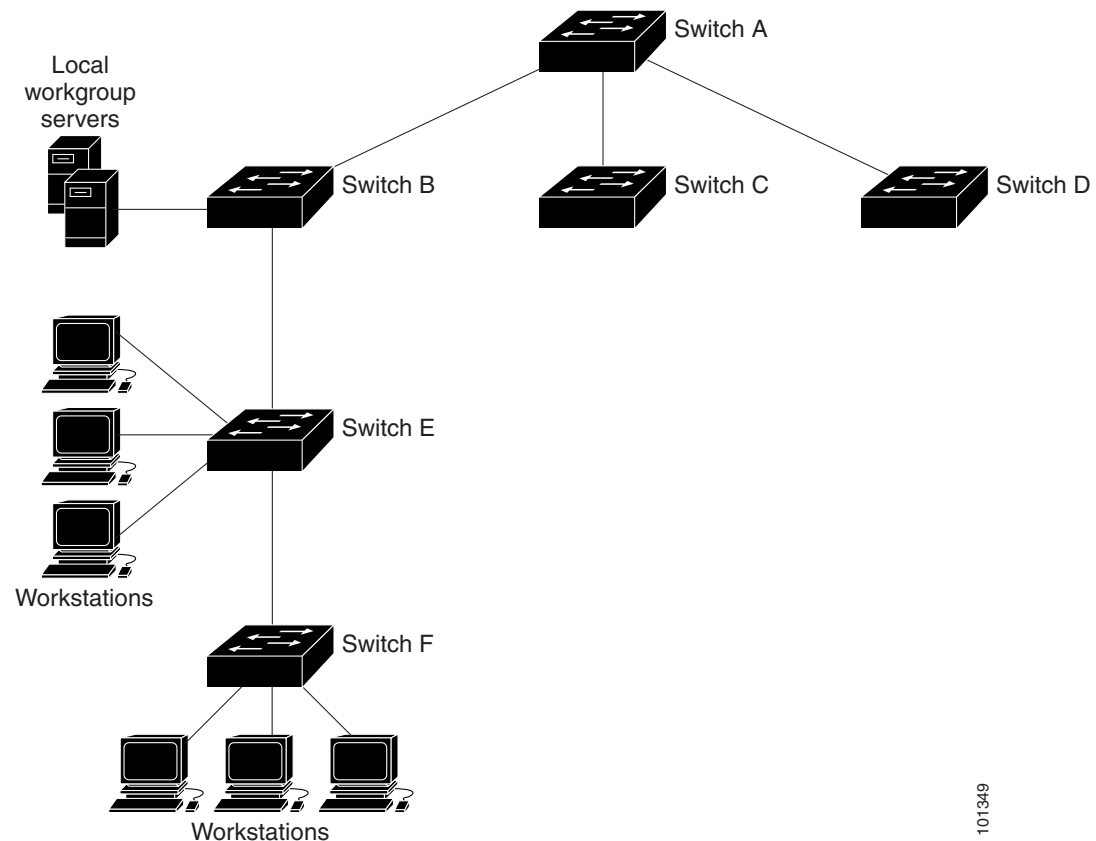 Switch A
Local
workgroup
servers
Switch B
Switch C
Switch D
Switch E
Workstations
Switch F
Workstations
101349